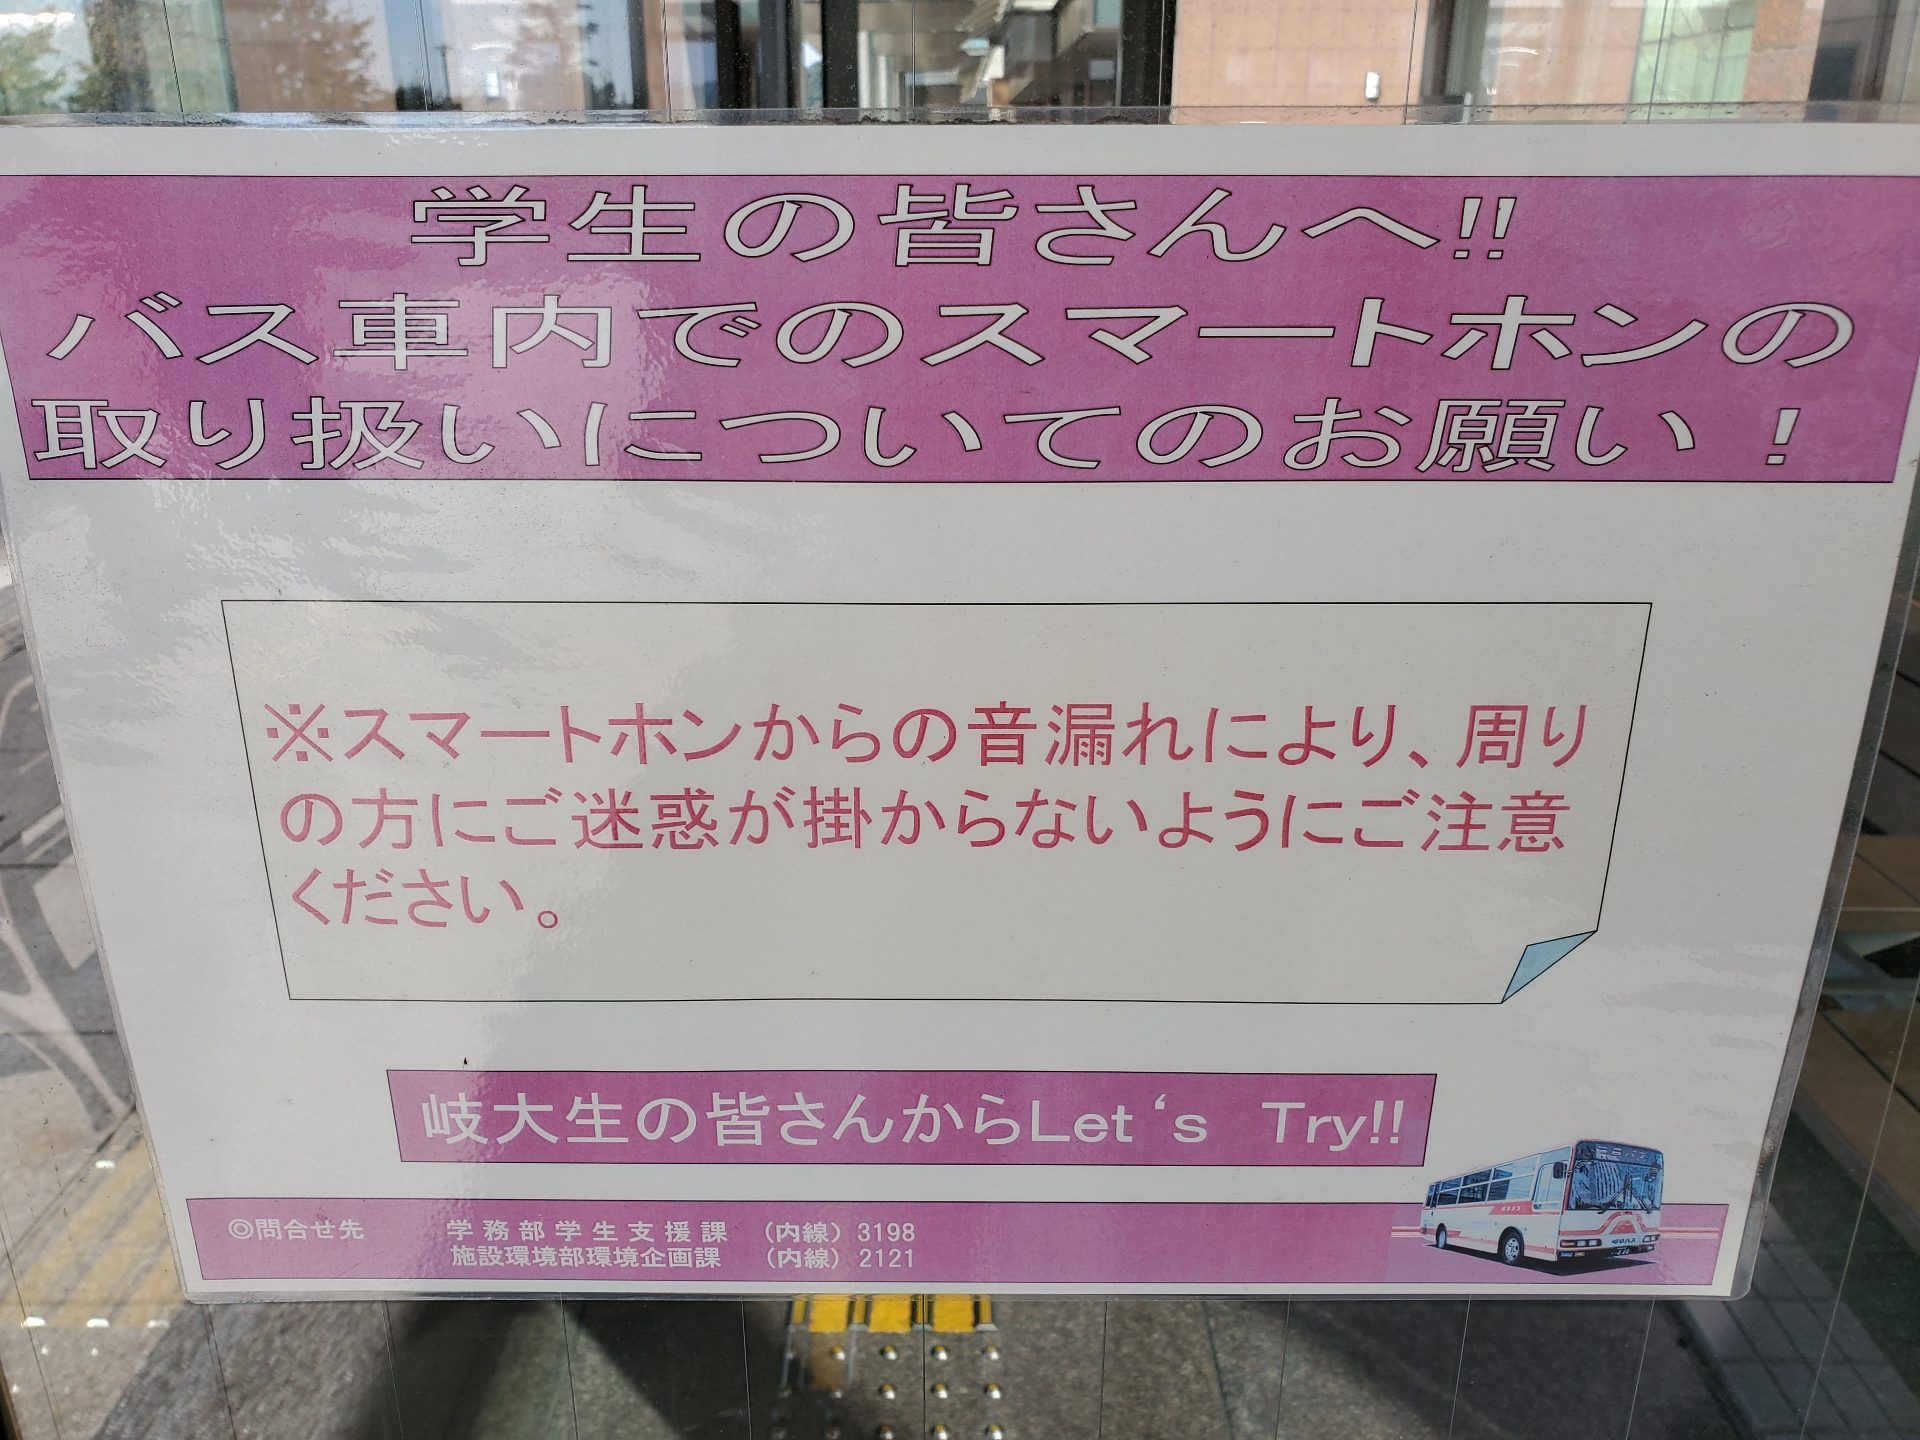 学生の皆さんへ!!
バス車内でのスマートホンの
取り扱いについてのお願い！
※スマートホンからの音漏れにより、周り
の方にご迷惑が掛からないようにご注意
ください。
岐大生の皆さんからLet‘s　Try!!
◎問合せ先　学務部学生支援課　（内線）3198
施設環境部環境企画課　（内線）2121
岐阜バス